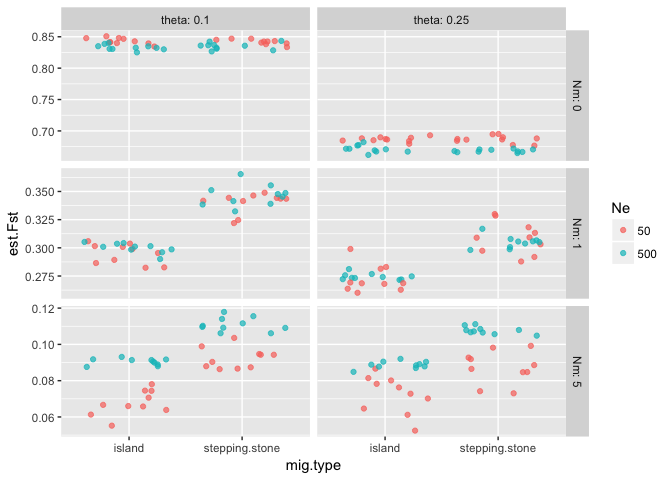 theta: 0.1
theta: 0.25
0.85
0.80
0.75
0.70
Nm: 0
0.350
0.325
0.300
0.275
Nm: 1
0.12
0.10
0.08
0.06
Nm: 5
est.Fst
island
stepping.stone
island
stepping.stone
mig.type
Ne
50
500